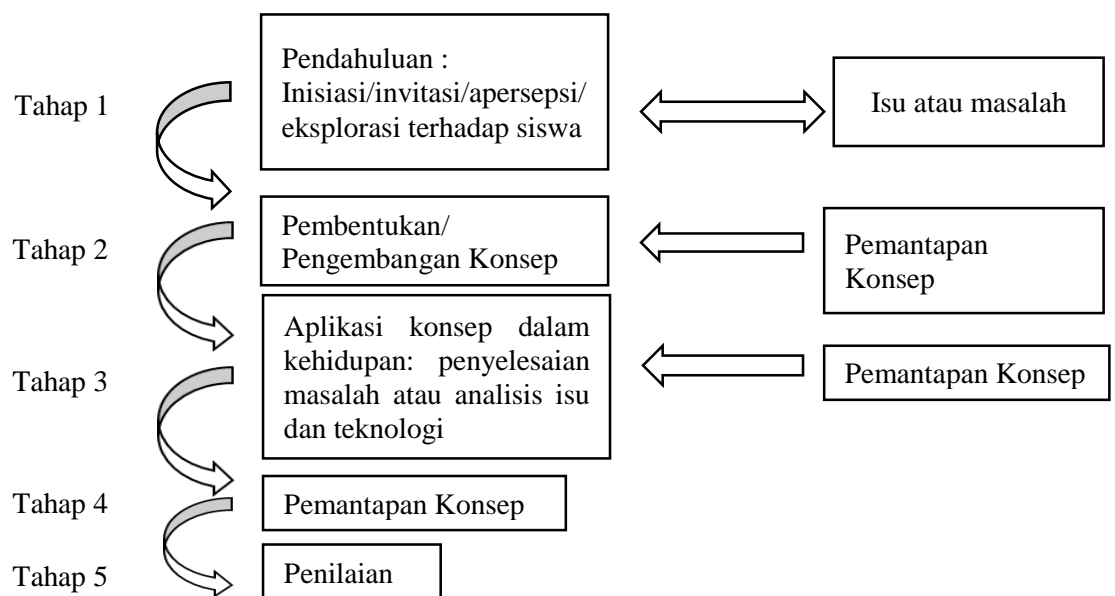 Tahap 1
Pendahuluan :
Inisiasi/invitasi/apersepsi/
eksplorasi terhadap siswa
Isu atau masalah
Tahap 2
Pembentukan/
Pengembangan Konsep
Pemantapan
Konsep
Tahap 3
Aplikasi konsep dalam
kehidupan: penyelesaian
masalah atau analisis isu
dan teknologi
Pemantapan Konsep
Tahap 4
Pemantapan Konsep
Tahap 5
Penilaian